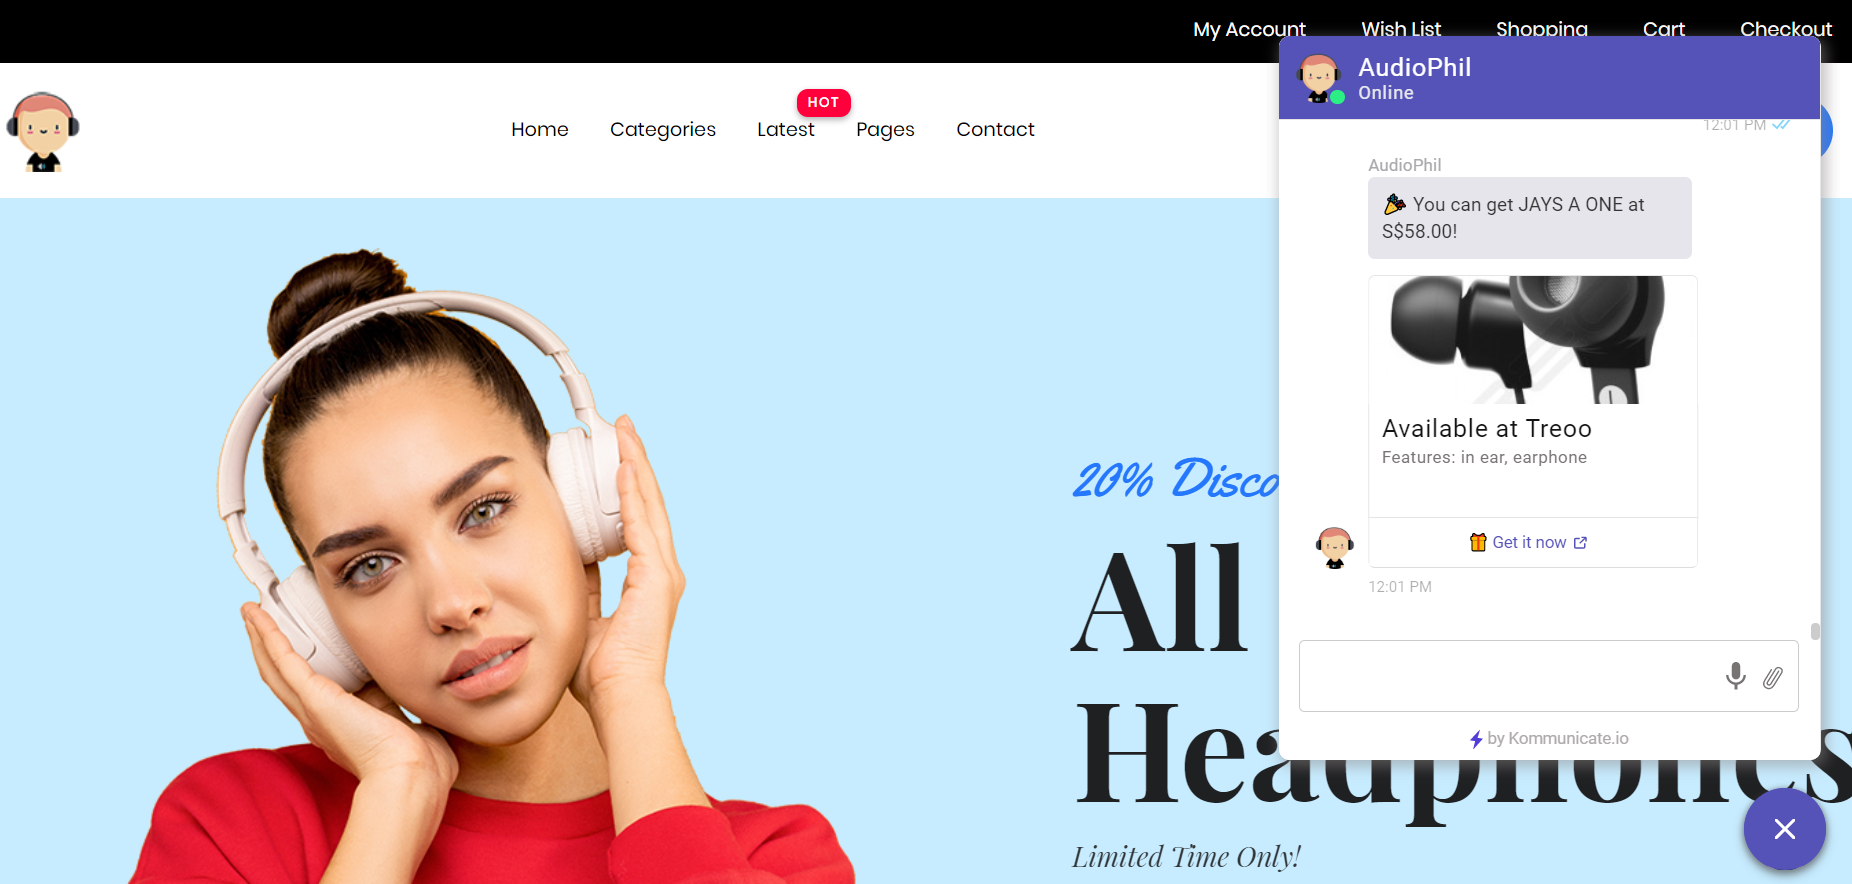 My Account Wish List Shopping Cart Checkout
HOT
Home Categories Latest Pages Contact
AudioPhil
Online
12:01 PM
AudioPhil
You can get JAYS A ONE at
S$58.00!
Available at Treoo
Features: in ear, earphone
Get it now
12:01 PM
by Kommunicate.io
20% Disco
All
Headphones
Limited Time Only!